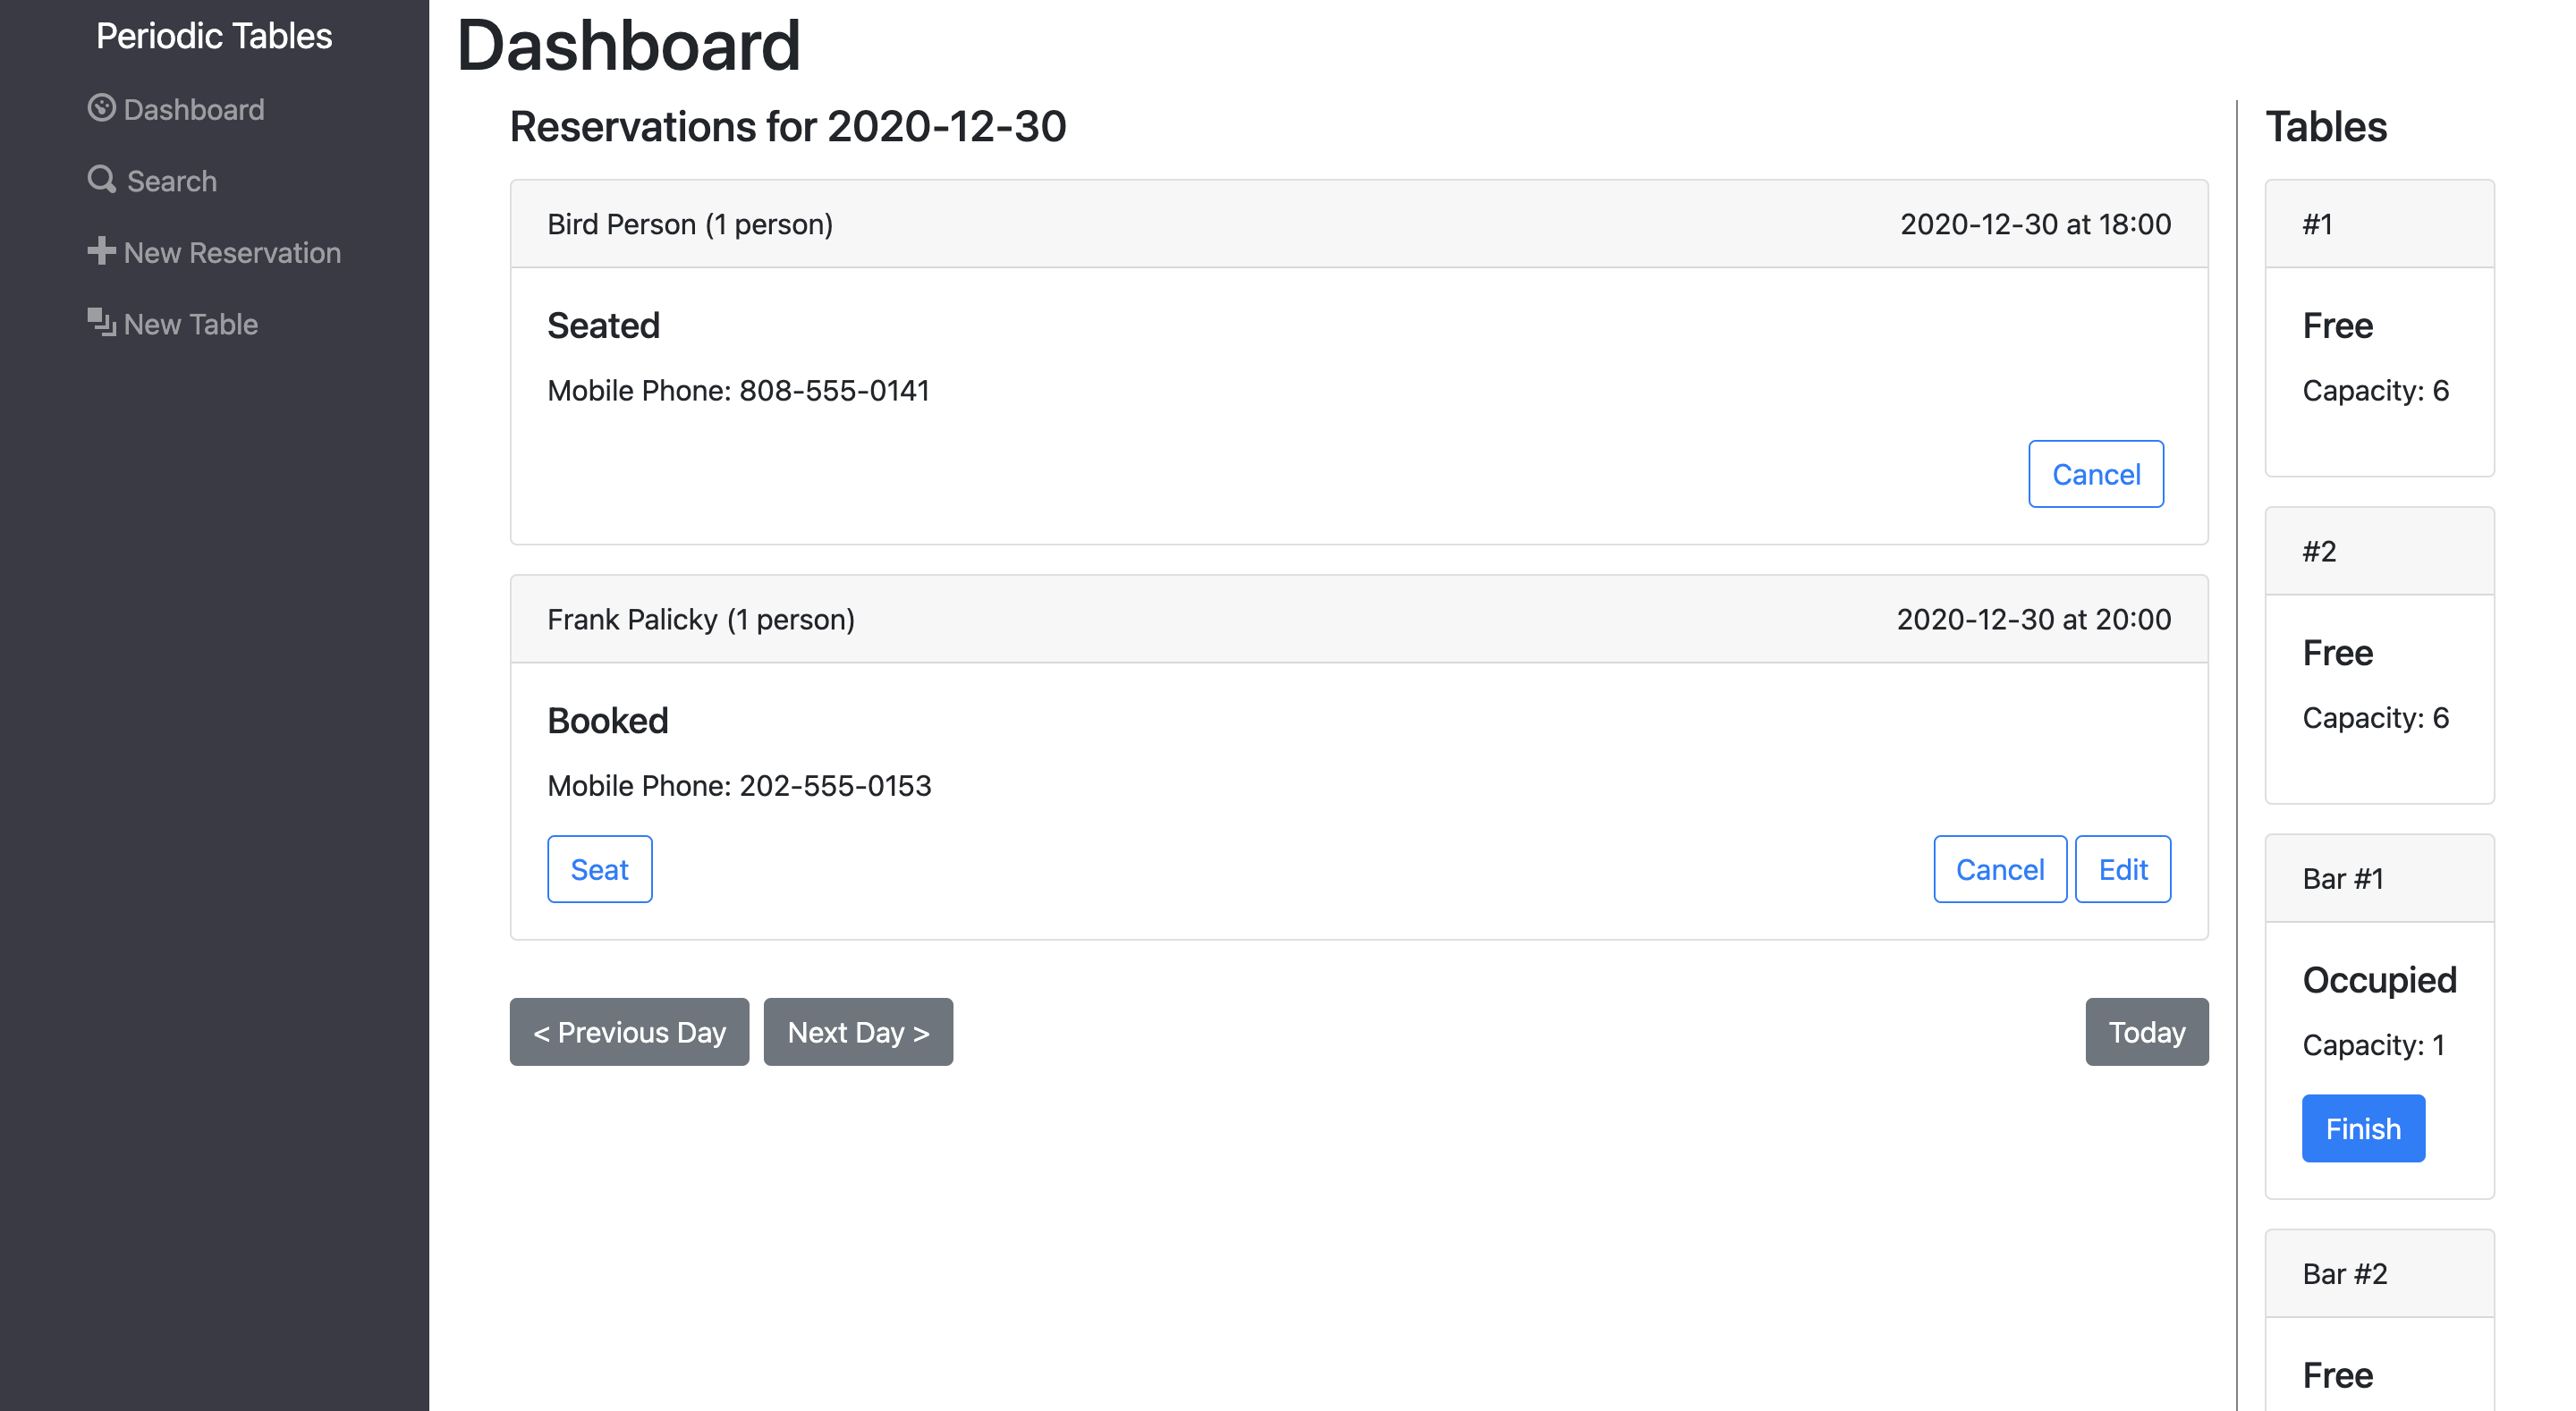 Periodic Tables
Dashboard
Search
New Reservation
New Table
Dashboard
Reservations for 2020-12-30
Bird Person (1 person) 2020-12-30 at 18:00
Seated
Mobile Phone: 808-555-0141
Cancel
Frank Palicky (1 person) 2020-12-30 at 20:00
Booked
Mobile Phone: 202-555-0153
Seat Cancel Edit
< Previous Day Next Day > Today
Tables
#1
Free
Capacity: 6
#2
Free
Capacity: 6
Bar #1
Occupied
Capacity: 1
Finish
Bar #2
Free